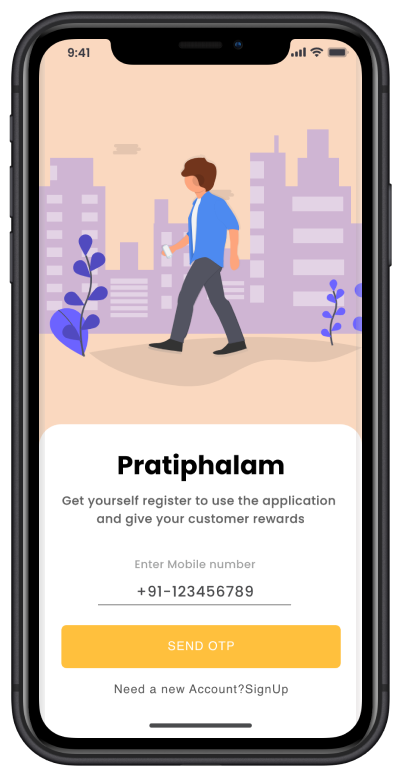 9:41
Pratiphalam
Get yourself register to use the application
and give your customer rewards
Enter Mobile number
+91-123456789
SEND OTP
Need a new Account?SignUp